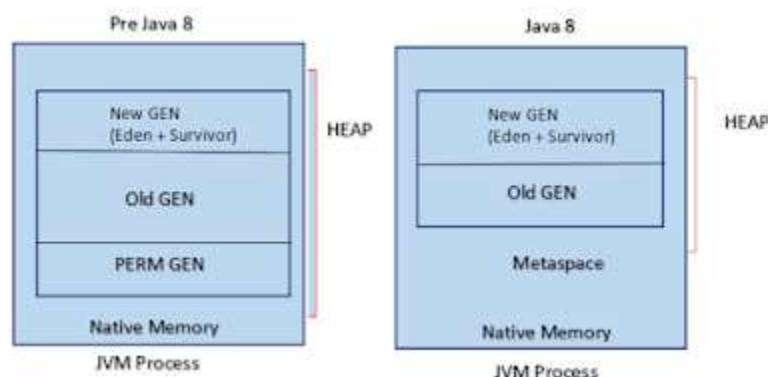 Pre Java 8
New GEN
(Eden + Survivor)
Old GEN
PERM GEN
Native Memory
JVM Process
HEAP
Java 8
New GEN
(Eden + Survivor)
Old GEN
Metaspace
Native Memory
JVM Process
HEAP